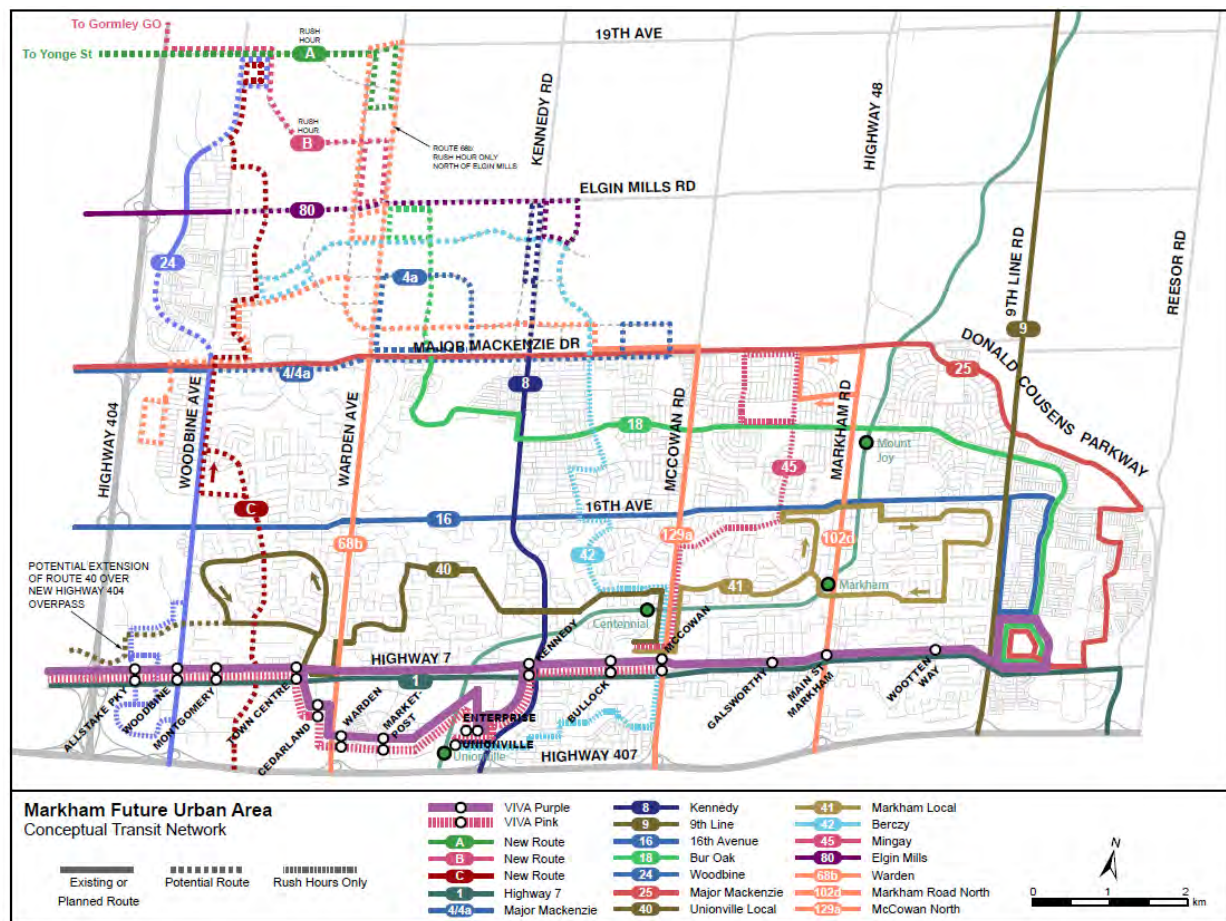 To Gormley GO
To Yonge St
RUSH
HOUR
A
19TH AVE
RUSH
HOUR
B
ROUTE 68b/
RUSH HOUR ONLY
NORTH OF ELGIN MILLS
KENNEDY RD
HIGHWAY 48
ELGIN MILLS RD
80
24
4a
9TH LINE RD
REESOR RD
9
MAJOR MACKENZIE DR
4/4a
8
25
DONALD COUSENS PARKWAY
HIGHWAY 404
WOODBINE AVE
WARDEN AVE
MCCOWAN RD
MARKHAM RD
18
Mount
Joy
45
C
16TH AVE
16
68b
42
129a
102d
POTENTIAL EXTENSION
OF ROUTE 40 OVER
NEW HIGHWAY 404
OVERPASS
40
41
Markham
Centennial
HIGHWAY 7
1
KENNEDY
MCCOWAN
ALLSTAKE PKY
WOODBINE
MONTGOMERY
TOWN CENTRE
CEDARLAND
WARDEN
MARKET-
POST
ENTERPRISE
UNIONVILLE
Unionville
BULLOCK
GALSWORTHY
MAIN ST
MARKHAM
WOOTTEN
WAY
HIGHWAY 407
Markham Future Urban Area
Conceptual Transit Network
Existing or
Planned Route
Potential Route
Rush Hours Only
VIVA Purple
VIVA Pink
A New Route
B New Route
C New Route
1 Highway 7
4/4a Major Mackenzie
8 Kennedy
9 9th Line
16 16th Avenue
18 Bur Oak
24 Woodbine
25 Major Mackenzie
40 Unionville Local
41 Markham Local
42 Berczy
45 Mingay
80 Elgin Mills
68b Warden
102d Markham Road North
129a McCowan North
N
0 1 2
km